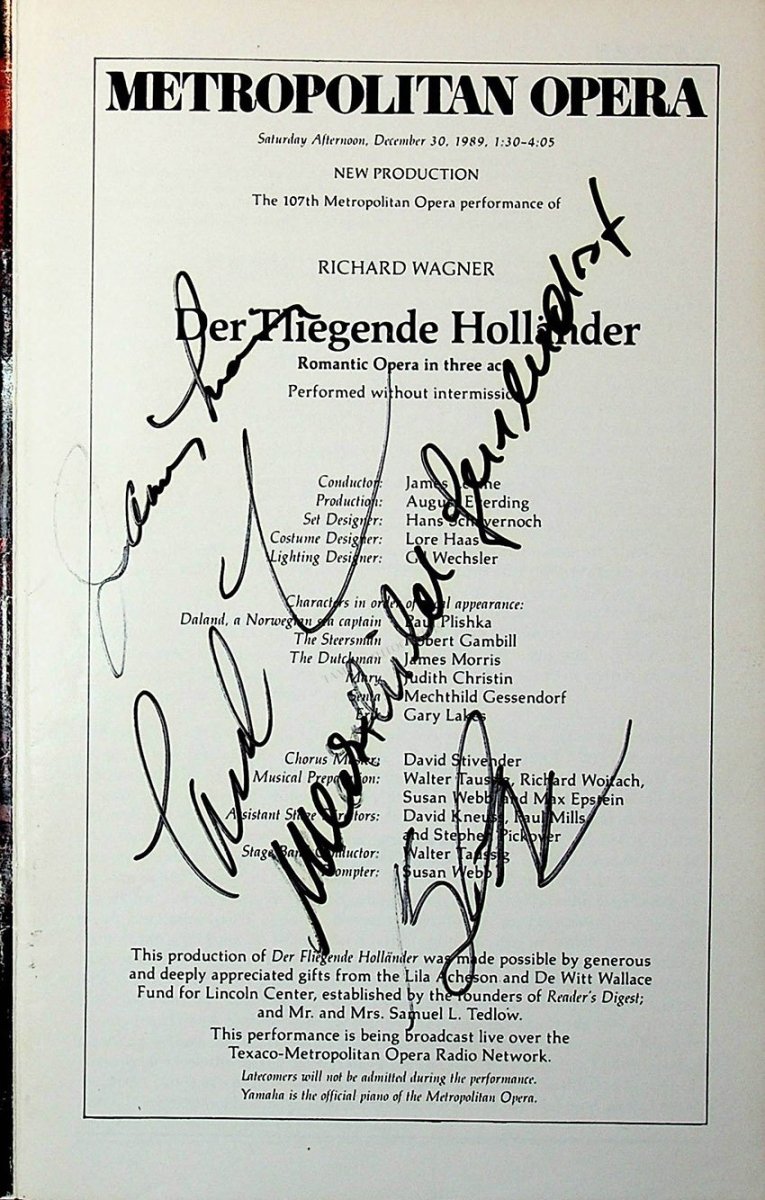 METROPOLITAN OPERA
Saturday Afternoon, December 30, 1989, 1:30-4:05
NEW PRODUCTION
The 107th Metropolitan Opera performance of
RICHARD WAGNER
Der Fliegende Holländer
Romantic Opera in three acts
Performed without intermission
Conductor: James Levine
Production: August Everding
Set Designer: Hans Schavernoch
Costume Designer: Lore Haas
Lighting Designer: Gil Wechsler
Characters in order of vocal appearance:
Daland, a Norwegian sea captain Paul Plishka
The Steersman Robert Gambill
The Dutchman James Morris
Mary Judith Christin
Senta Mechthild Gessendorf
Erik Gary Lakes
Chorus Master: David Stivender
Musical Preparation: Walter Taussig, Richard Woitach,
Susan Webb and Max Epstein
Assistant Stage Directors: David Kneuss, Paul Mills
and Stephen Pickover
Stage Band Conductor: Walter Taussig
Prompter: Susan Webb
This production of Der Fliegende Holländer was made possible by generous
and deeply appreciated gifts from the Lila Acheson and De Witt Wallace
Fund for Lincoln Center, established by the founders of Reader's Digest;
and Mr. and Mrs. Samuel L. Tedlow.
This performance is being broadcast live over the
Texaco-Metropolitan Opera Radio Network.
Latecomers will not be admitted during the performance.
Yamaha is the official piano of the Metropolitan Opera.
James Morris
Paul
Mechthild Gessendorf